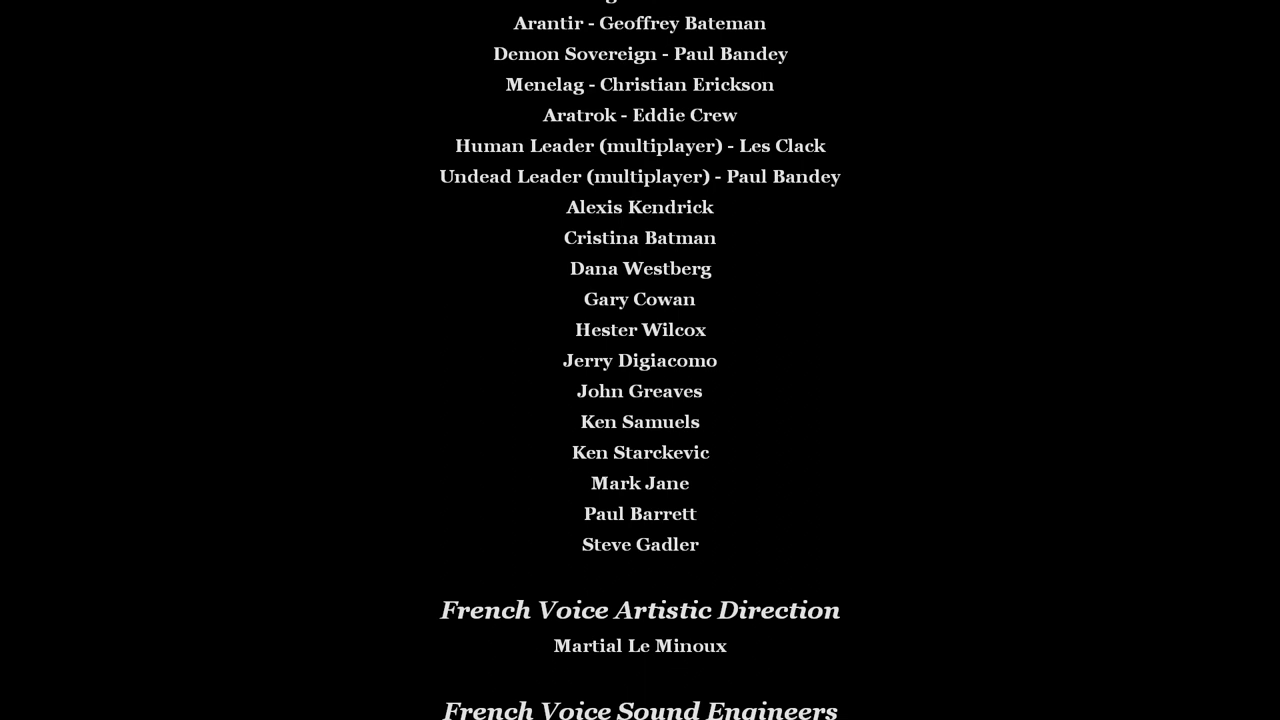 Arantir - Geoffrey Bateman
Demon Sovereign - Paul Bandey
Menelag - Christian Erickson
Aratrok - Eddie Crew
Human Leader (multiplayer) - Les Clack
Undead Leader (multiplayer) - Paul Bandey
Alexis Kendrick
Cristina Batman
Dana Westberg
Gary Cowan
Hester Wilcox
Jerry Digiacomo
John Greaves
Ken Samuels
Ken Starckevic
Mark Jane
Paul Barrett
Steve Gadler
French Voice Artistic Direction
Martial Le Minoux
French Voice Sound Engineers